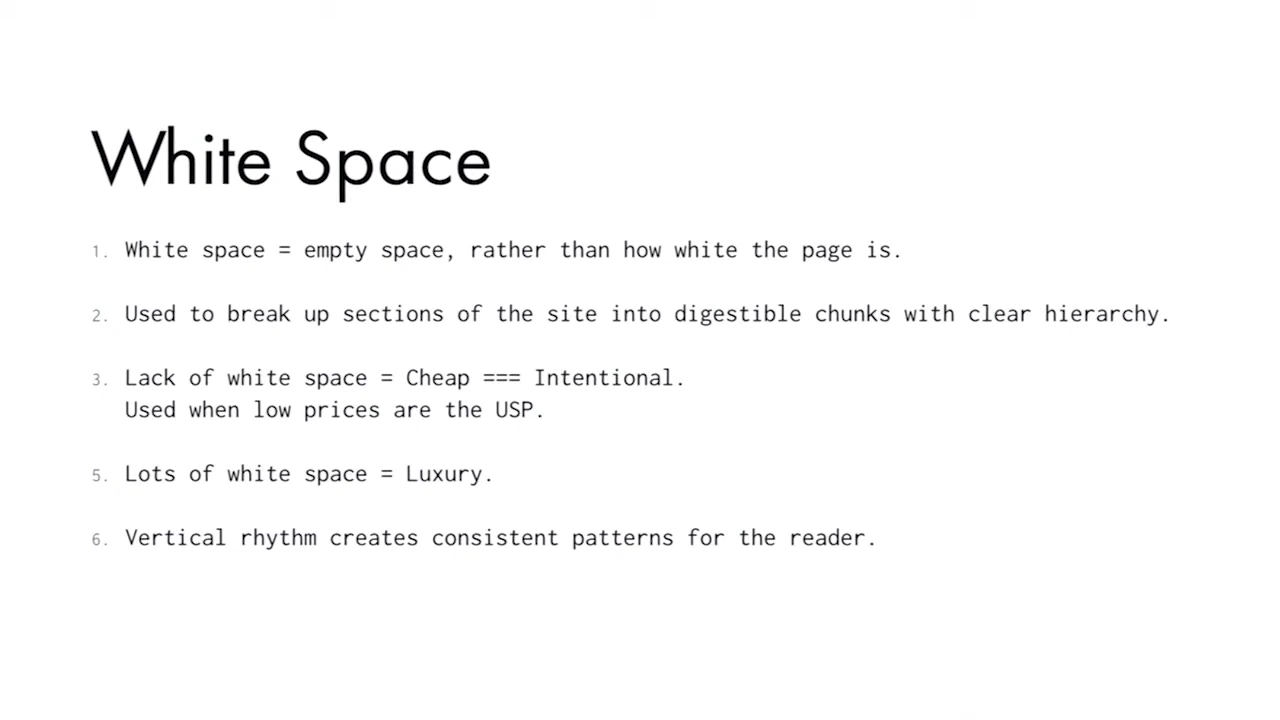 White Space
1. White space = empty space, rather than how white the page is.
2. Used to break up sections of the site into digestible chunks with clear hierarchy.
3. Lack of white space = Cheap === Intentional.
Used when low prices are the USP.
5. Lots of white space = Luxury.
6. Vertical rhythm creates consistent patterns for the reader.